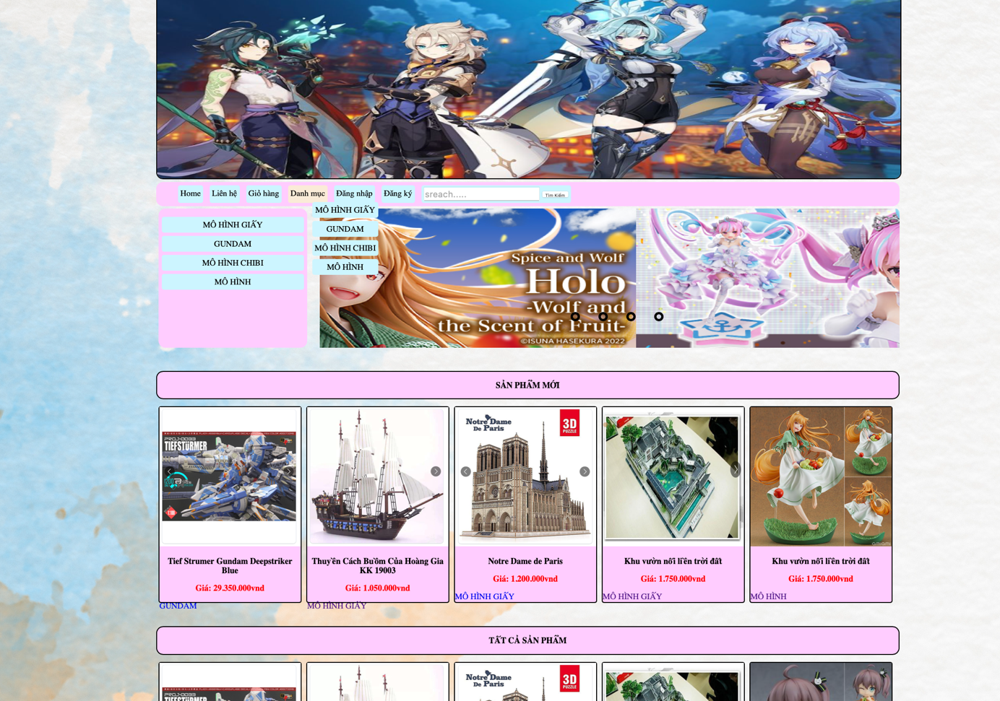 Home Liên hệ Giỏ hàng Danh mục Đăng nhập Đăng ký sreach..... Tìm Kiếm
MÔ HÌNH GIẤY
GUNDAM
MÔ HÌNH CHIBI
MÔ HÌNH
MÔ HÌNH GIẤY
GUNDAM
MÔ HÌNH CHIBI
MÔ HÌNH
Spice and Wolf
Holo
-Wolf and
the Scent of Fruit-
©ISUNA HASEKURA 2022
SẢN PHẨM MỚI
PROJ-0033
TIEFSTÜRMER
Notre Dame
De Paris
3D
PUZZLE
amiami
Tief Strumer Gundam Deepstriker
Blue
Giá: 29.350.000vnd
GUNDAM
Thuyền Cách Buồm Của Hoàng Gia
KK 19003
Giá: 1.050.000vnd
MÔ HÌNH GIẤY
Notre Dame de Paris
Giá: 1.200.000vnd
MÔ HÌNH GIẤY
Khu vườn nối liền trời đất
Giá: 1.750.000vnd
MÔ HÌNH GIẤY
Khu vườn nối liền trời đất
Giá: 1.750.000vnd
MÔ HÌNH
TẤT CẢ SẢN PHẨM
Notre Dame
De Paris
3D
PUZZLE